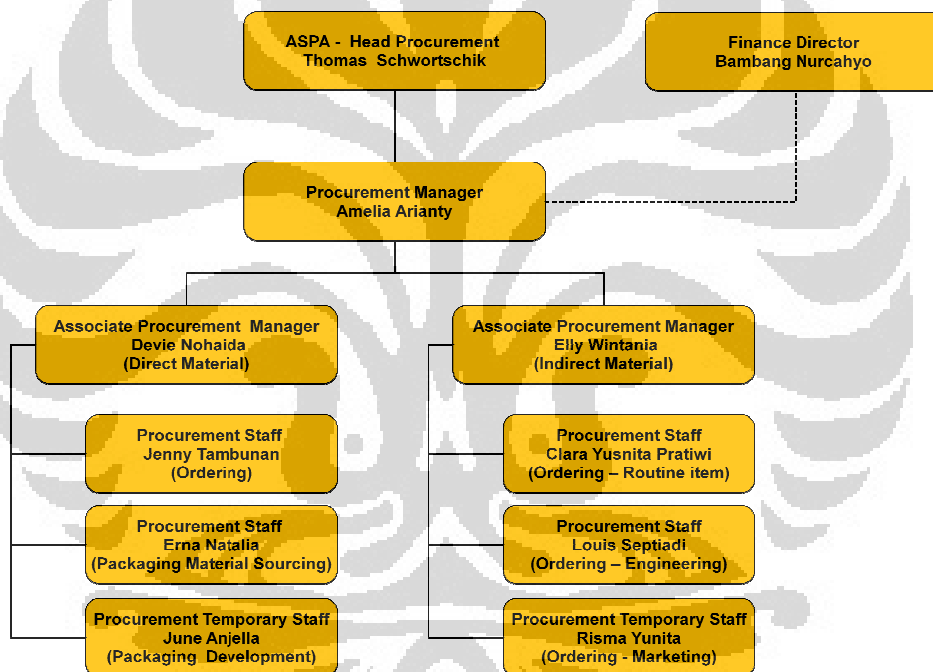 ASPA - Head Procurement
Thomas Schwortschik
Finance Director
Bambang Nurcahyo
Procurement Manager
Amelia Arianty
Associate Procurement Manager
Devie Nohaida
(Direct Material)
Associate Procurement Manager
Elly Wintania
(Indirect Material)
Procurement Staff
Jenny Tambunan
(Ordering)
Procurement Staff
Clara Yusnita Pratiwi
(Ordering – Routine item)
Procurement Staff
Erna Natalia
(Packaging Material Sourcing)
Procurement Staff
Louis Septiadi
(Ordering – Engineering)
Procurement Temporary Staff
June Anjella
(Packaging Development)
Procurement Temporary Staff
Risma Yunita
(Ordering - Marketing)